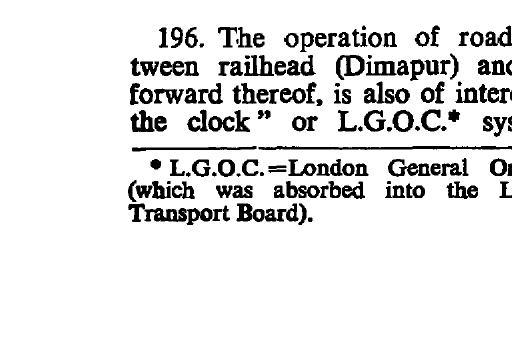 196. The operation of road
tween railhead (Dimapur) and
forward thereof, is also of inter
the clock" or L.G.O.C.* sys
* L.G.O.C.=London General Om
(which was absorbed into the L
Transport Board).